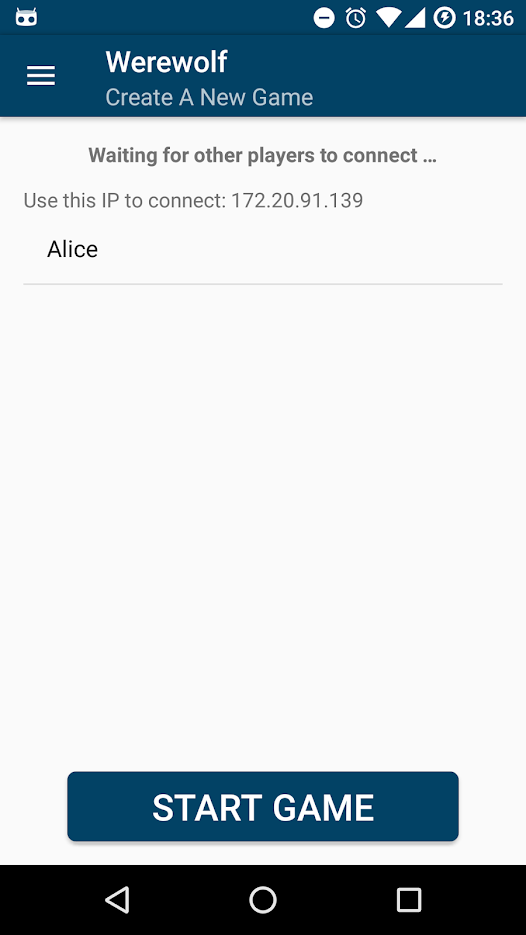 18:36
Werewolf
Create A New Game
Waiting for other players to connect ...
Use this IP to connect: 172.20.91.139
Alice
START GAME